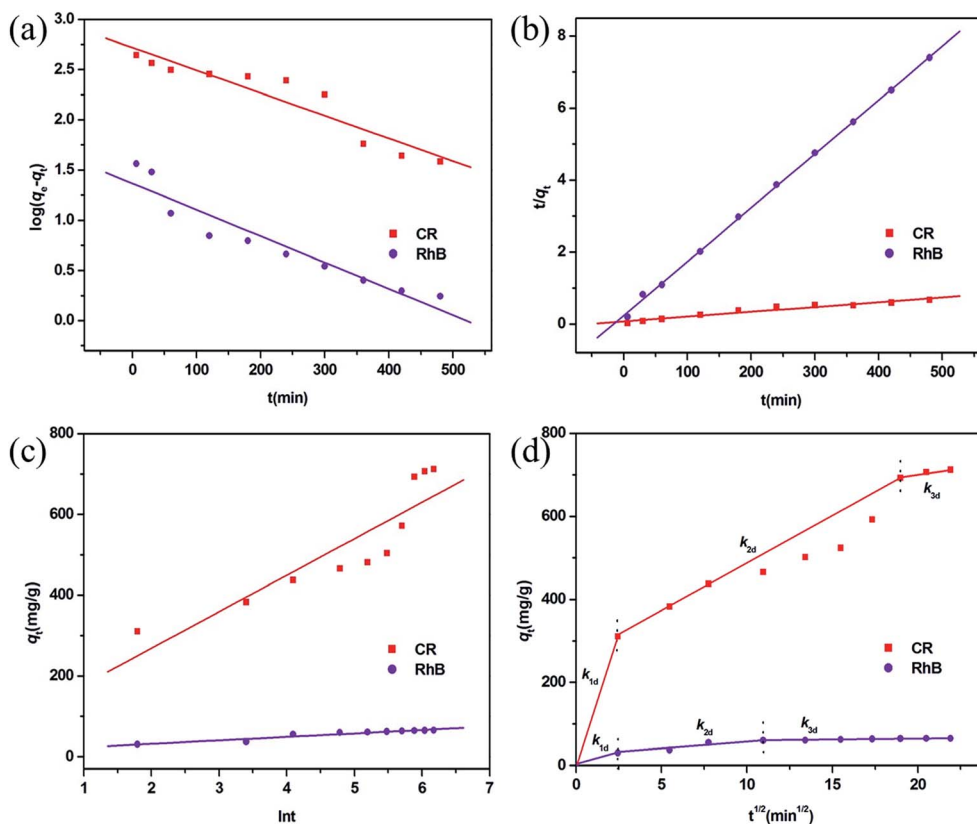 (a)
3.0
2.5
2.0
1.5
1.0
0.5
0.0
log(qe-qt)
CR
RhB
0 100 200 300 400 500
t(min)
(b)
8
6
4
2
0
t/qt
CR
RhB
0 100 200 300 400 500
t(min)
(c)
800
600
400
200
0
qt(mg/g)
CR
RhB
1 2 3 4 5 6 7
lnt
(d)
800
600
400
200
0
qt(mg/g)
k3d
k2d
k1d
CR
RhB
k1d k2d k3d
0 5 10 15 20
t1/2(min1/2)